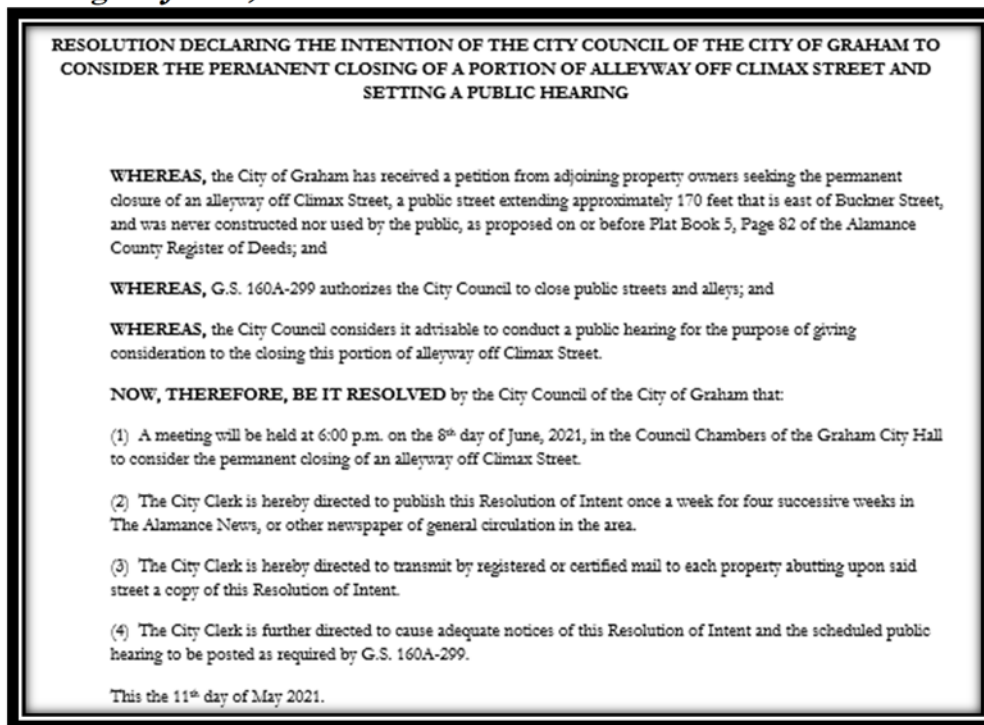 RESOLUTION DECLARING THE INTENTION OF THE CITY COUNCIL OF THE CITY OF GRAHAM TO
CONSIDER THE PERMANENT CLOSING OF A PORTION OF ALLEYWAY OFF CLIMAX STREET AND
SETTING A PUBLIC HEARING
WHEREAS, the City of Graham has received a petition from adjoining property owners seeking the permanent
closure of an alleyway off Climax Street, a public street extending approximately 170 feet that is east of Buckner Street,
and was never constructed nor used by the public, as proposed on or before Plat Book 5, Page 82 of the Alamance
County Register of Deeds; and
WHEREAS, G.S. 160A-299 authorizes the City Council to close public streets and alleys; and
WHEREAS, the City Council considers it advisable to conduct a public hearing for the purpose of giving
consideration to the closing this portion of alleyway off Climax Street.
NOW, THEREFORE, BE IT RESOLVED by the City Council of the City of Graham that:
(1) A meeting will be held at 6:00 p.m. on the 8th day of June, 2021, in the Council Chambers of the Graham City Hall
to consider the permanent closing of an alleyway off Climax Street.
(2) The City Clerk is hereby directed to publish this Resolution of Intent once a week for four successive weeks in
The Alamance News, or other newspaper of general circulation in the area.
(3) The City Clerk is hereby directed to transmit by registered or certified mail to each property abutting upon said
street a copy of this Resolution of Intent.
(4) The City Clerk is further directed to cause adequate notices of this Resolution of Intent and the scheduled public
hearing to be posted as required by G.S. 160A-299.
This the 11th day of May 2021.